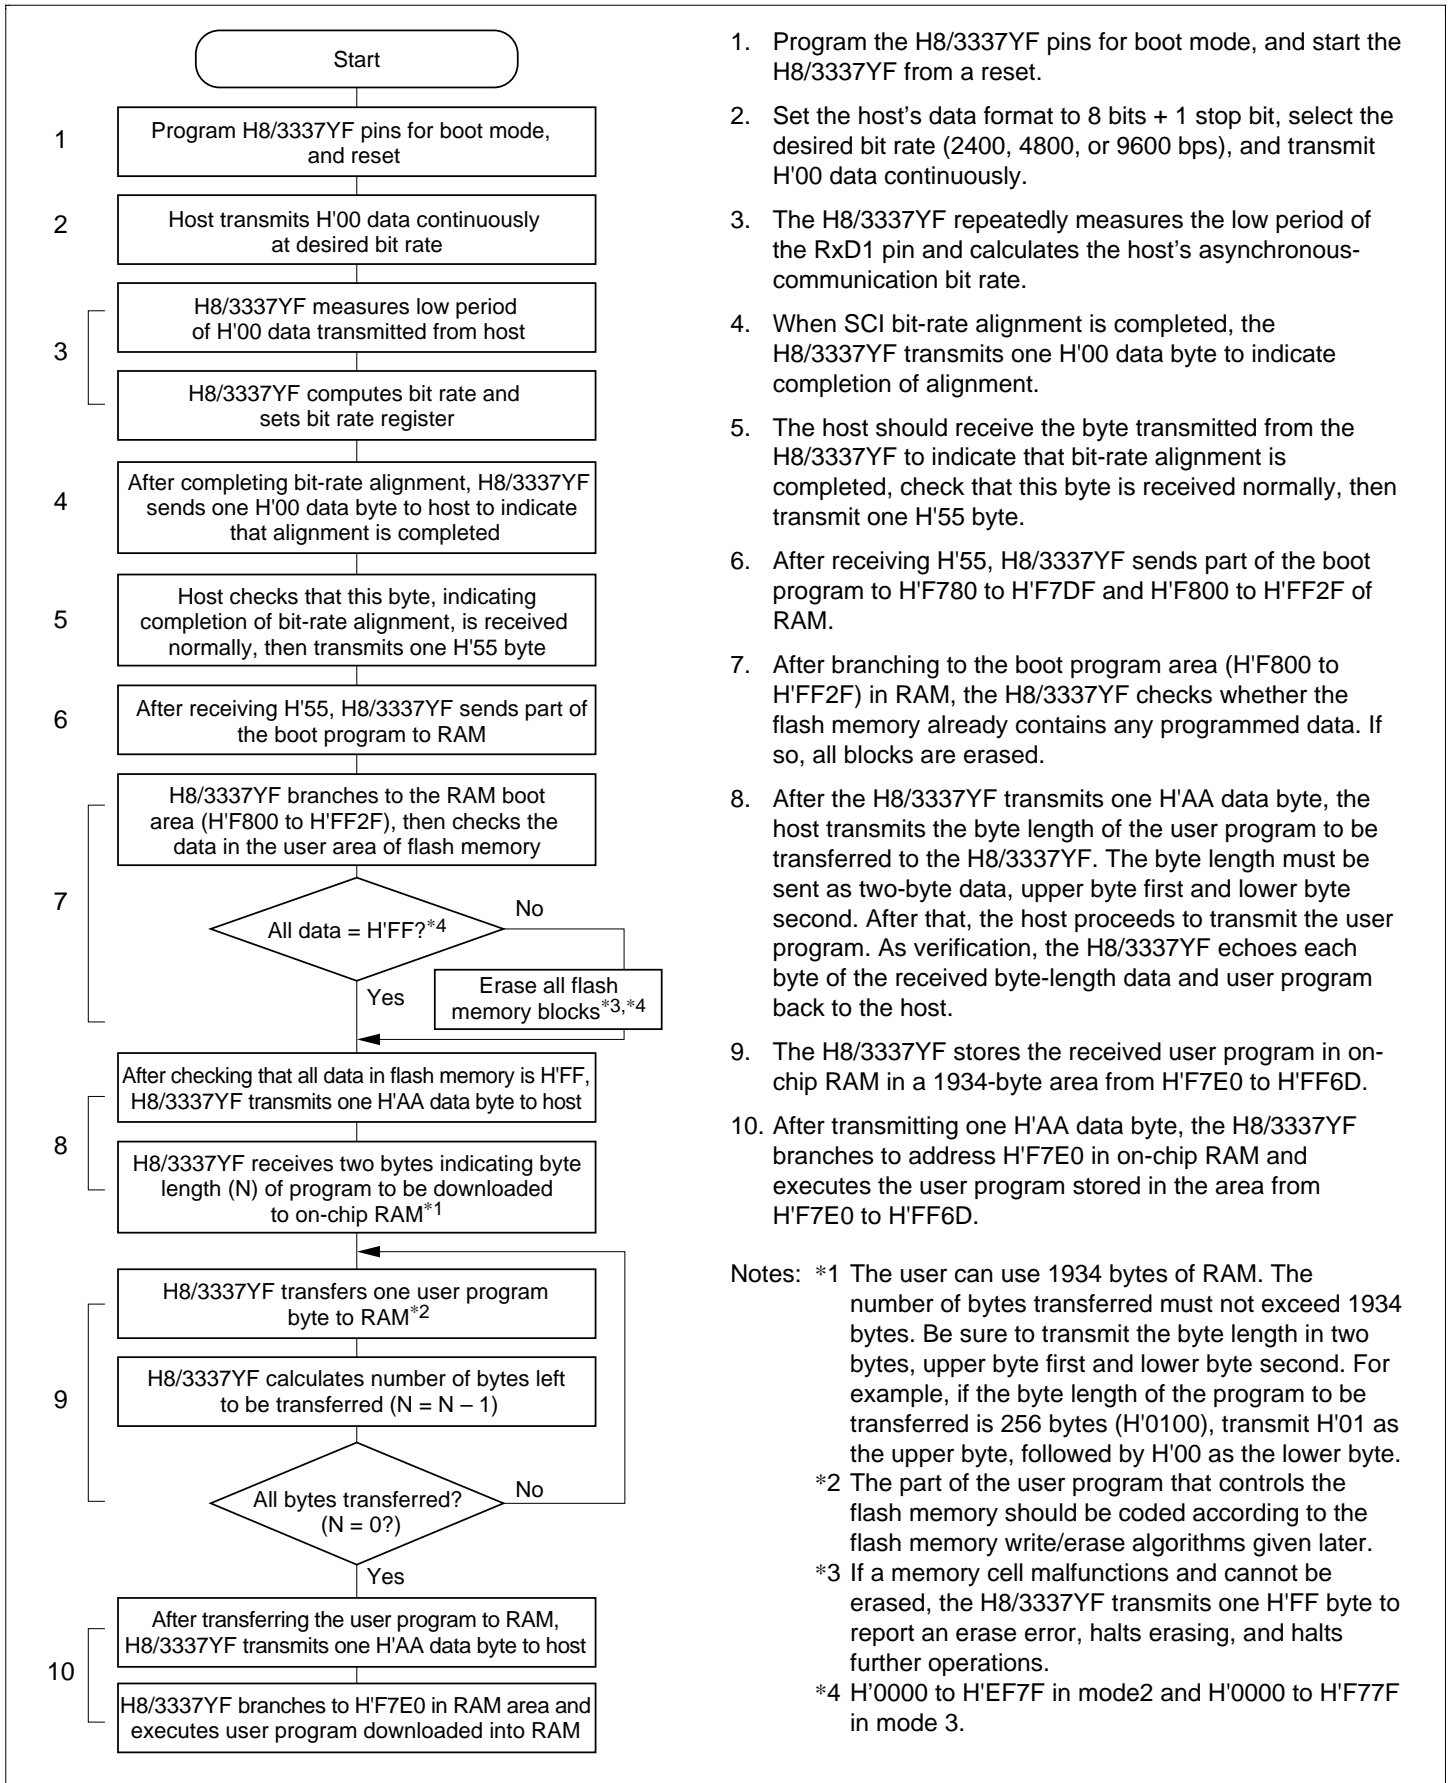 Start
1
Program H8/3337YF pins for boot mode,
and reset
2
Host transmits H'00 data continuously
at desired bit rate
3
H8/3337YF measures low period
of H'00 data transmitted from host
H8/3337YF computes bit rate and
sets bit rate register
4
After completing bit-rate alignment, H8/3337YF
sends one H'00 data byte to host to indicate
that alignment is completed
5
Host checks that this byte, indicating
completion of bit-rate alignment, is received
normally, then transmits one H'55 byte
6
After receiving H'55, H8/3337YF sends part of
the boot program to RAM
7
H8/3337YF branches to the RAM boot
area (H'F800 to H'FF2F), then checks the
data in the user area of flash memory
All data = H'FF?*4
No
Yes
Erase all flash
memory blocks*3,*4
8
After checking that all data in flash memory is H'FF,
H8/3337YF transmits one H'AA data byte to host
H8/3337YF receives two bytes indicating byte
length (N) of program to be downloaded
to on-chip RAM*1
9
H8/3337YF transfers one user program
byte to RAM*2
H8/3337YF calculates number of bytes left
to be transferred (N = N – 1)
All bytes transferred?
(N = 0?)
No
Yes
10
After transferring the user program to RAM,
H8/3337YF transmits one H'AA data byte to host
H8/3337YF branches to H'F7E0 in RAM area and
executes user program downloaded into RAM
1. Program the H8/3337YF pins for boot mode, and start the
H8/3337YF from a reset.
2. Set the host's data format to 8 bits + 1 stop bit, select the
desired bit rate (2400, 4800, or 9600 bps), and transmit
H'00 data continuously.
3. The H8/3337YF repeatedly measures the low period of
the RxD1 pin and calculates the host's asynchronous-
communication bit rate.
4. When SCI bit-rate alignment is completed, the
H8/3337YF transmits one H'00 data byte to indicate
completion of alignment.
5. The host should receive the byte transmitted from the
H8/3337YF to indicate that bit-rate alignment is
completed, check that this byte is received normally, then
transmit one H'55 byte.
6. After receiving H'55, H8/3337YF sends part of the boot
program to H'F780 to H'F7DF and H'F800 to H'FF2F of
RAM.
7. After branching to the boot program area (H'F800 to
H'FF2F) in RAM, the H8/3337YF checks whether the
flash memory already contains any programmed data. If
so, all blocks are erased.
8. After the H8/3337YF transmits one H'AA data byte, the
host transmits the byte length of the user program to be
transferred to the H8/3337YF. The byte length must be
sent as two-byte data, upper byte first and lower byte
second. After that, the host proceeds to transmit the user
program. As verification, the H8/3337YF echoes each
byte of the received byte-length data and user program
back to the host.
9. The H8/3337YF stores the received user program in on-
chip RAM in a 1934-byte area from H'F7E0 to H'FF6D.
10. After transmitting one H'AA data byte, the H8/3337YF
branches to address H'F7E0 in on-chip RAM and
executes the user program stored in the area from
H'F7E0 to H'FF6D.
Notes: *1 The user can use 1934 bytes of RAM. The
number of bytes transferred must not exceed 1934
bytes. Be sure to transmit the byte length in two
bytes, upper byte first and lower byte second. For
example, if the byte length of the program to be
transferred is 256 bytes (H'0100), transmit H'01 as
the upper byte, followed by H'00 as the lower byte.
*2 The part of the user program that controls the
flash memory should be coded according to the
flash memory write/erase algorithms given later.
*3 If a memory cell malfunctions and cannot be
erased, the H8/3337YF transmits one H'FF byte to
report an erase error, halts erasing, and halts
further operations.
*4 H'0000 to H'EF7F in mode2 and H'0000 to H'F77F
in mode 3.